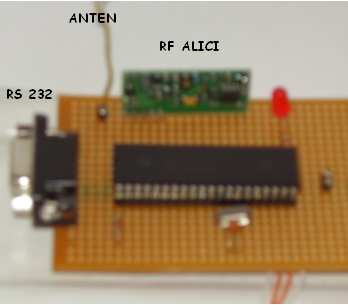 ANTEN
RF ALICI
RS 232